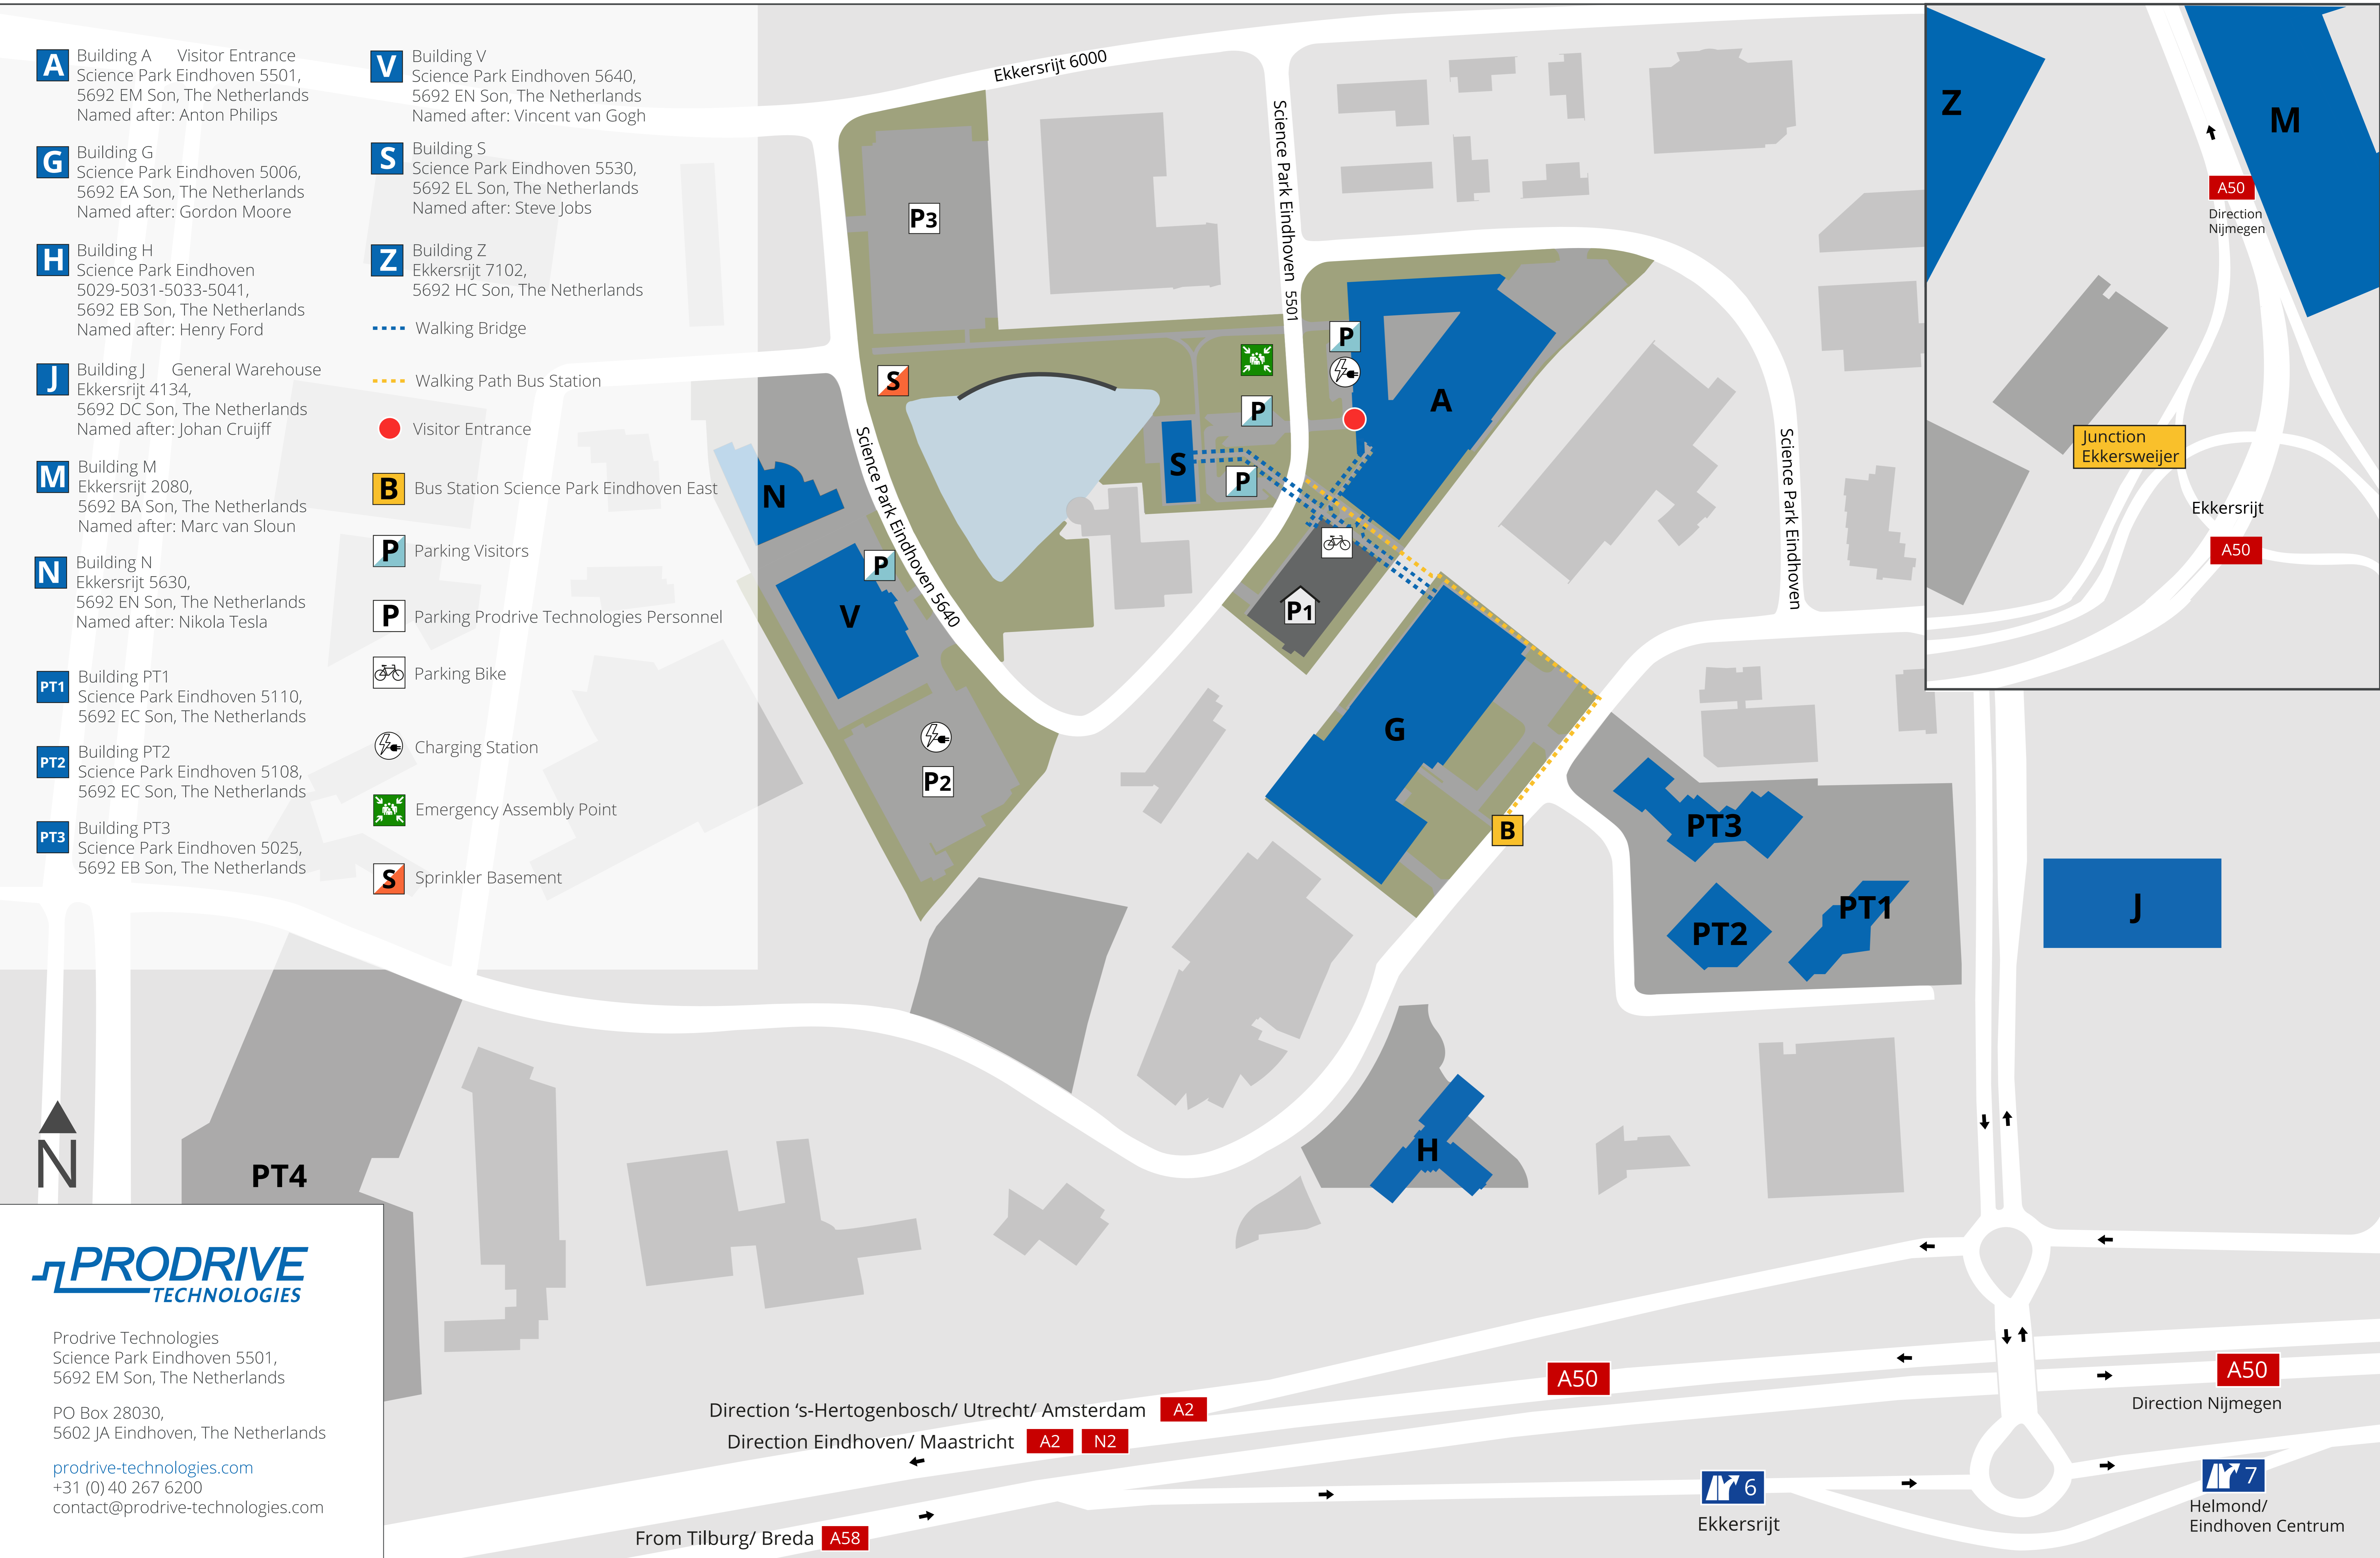 A
Building A Visitor Entrance
Science Park Eindhoven 5501,
5692 EM Son, The Netherlands
Named after: Anton Philips
G
Building G
Science Park Eindhoven 5006,
5692 EA Son, The Netherlands
Named after: Gordon Moore
H
Building H
Science Park Eindhoven
5029-5031-5033-5041,
5692 EB Son, The Netherlands
Named after: Henry Ford
J
Building J General Warehouse
Ekkersrijt 4134,
5692 DC Son, The Netherlands
Named after: Johan Cruijff
M
Building M
Ekkersrijt 2080,
5692 BA Son, The Netherlands
Named after: Marc van Sloun
N
Building N
Ekkersrijt 5630,
5692 EN Son, The Netherlands
Named after: Nikola Tesla
PT1
Building PT1
Science Park Eindhoven 5110,
5692 EC Son, The Netherlands
PT2
Building PT2
Science Park Eindhoven 5108,
5692 EC Son, The Netherlands
PT3
Building PT3
Science Park Eindhoven 5025,
5692 EB Son, The Netherlands
V
Building V
Science Park Eindhoven 5640,
5692 EN Son, The Netherlands
Named after: Vincent van Gogh
S
Building S
Science Park Eindhoven 5530,
5692 EL Son, The Netherlands
Named after: Steve Jobs
Z
Building Z
Ekkersrijt 7102,
5692 HC Son, The Netherlands
Walking Bridge
Walking Path Bus Station
Visitor Entrance
B
Bus Station Science Park Eindhoven East
P
Parking Visitors
P
Parking Prodrive Technologies Personnel
Parking Bike
Charging Station
Emergency Assembly Point
S
Sprinkler Basement
Ekkersrijt 6000
Science Park Eindhoven 5501
P3
P
S
P
A
S
P
N
Science Park Eindhoven 5640
P
V
P1
Science Park Eindhoven
G
P2
B
PT3
PT2
PT1
J
H
PT4
N
Z
M
A50
Direction
Nijmegen
Junction
Ekkersweijer
Ekkersrijt
A50
PRODRIVE
TECHNOLOGIES
Prodrive Technologies
Science Park Eindhoven 5501,
5692 EM Son, The Netherlands
PO Box 28030,
5602 JA Eindhoven, The Netherlands
prodrive-technologies.com
+31 (0) 40 267 6200
contact@prodrive-technologies.com
A50
A50
Direction Nijmegen
Direction ‘s-Hertogenbosch/ Utrecht/ Amsterdam A2
Direction Eindhoven/ Maastricht A2 N2
6
Ekkersrijt
7
Helmond/
Eindhoven Centrum
From Tilburg/ Breda A58